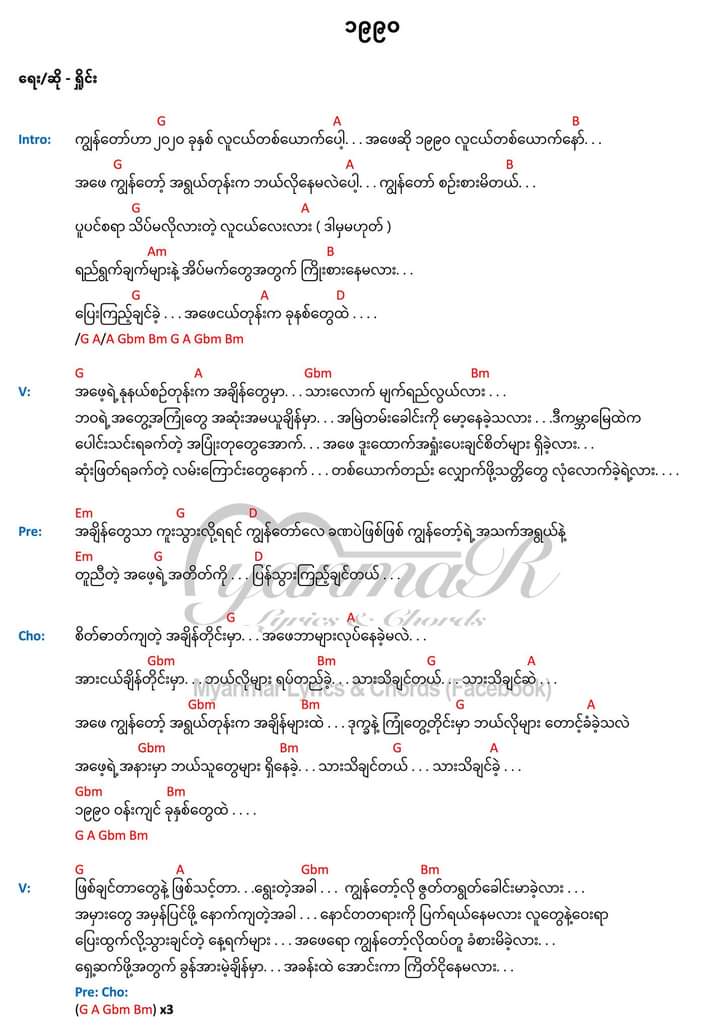 ၁၉၉၀
ရေး/ဆို - ရှိုင်း
G A B
Intro: ကျွန်တော်ဟာ ၂၀၂၀ ခုနှစ် လူငယ်တစ်ယောက်ပေါ့. . . အဖေဆို ၁၉၉၀ လူငယ်တစ်ယောက်နော်. . .
G A B
အဖေ ကျွန်တော့် အရွယ်တုန်းက ဘယ်လိုနေမလဲပေါ့. . . ကျွန်တော် စဉ်းစားမိတယ်. . .
G A
ပူပင်စရာ သိပ်မလိုလားတဲ့ လူငယ်လေးလား ( ဒါမှမဟုတ် )
Am B
ရည်ရွက်ချက်များနဲ့ အိပ်မက်တွေအတွက် ကြိုးစားနေမလား. . .
G A D
ပြေးကြည့်ချင်ခဲ့ . . . အဖေငယ်တုန်းက ခုနစ်တွေထဲ . . . .
/G A/A Gbm Bm G A Gbm Bm
G A Gbm Bm
V: အဖေ့ရဲ့နုနယ်စဉ်တုန်းက အချိန်တွေမှာ. . . သားလောက် မျက်ရည်လွယ်လား . . .
ဘဝရဲ့အတွေ့အကြုံတွေ အဆုံးအမယူချိန်မှာ. . . အမြဲတမ်းခေါင်းကို မော့နေခဲ့သလား . . .ဒီကမ္ဘာမြေထဲက
ပေါင်းသင်းရခက်တဲ့ အပြုံးတုတွေအောက်. . . အဖေ ဒူးထောက်အရှုံးပေးချင်စိတ်များ ရှိခဲ့လား. . .
ဆုံးဖြတ်ရခက်တဲ့ လမ်းကြောင်းတွေနောက် . . . တစ်ယောက်တည်း လျှောက်ဖို့သတ္တိတွေ လုံလောက်ခဲ့ရဲ့လား. . . .
Em G D
Pre: အချိန်တွေသာ ကူးသွားလို့ရရင် ကျွန်တော်လေ ခဏပဲဖြစ်ဖြစ် ကျွန်တော့်ရဲ့ အသက်အရွယ်နဲ့
Em G D
တူညီတဲ့ အဖေ့ရဲ့ အတိတ်ကို . . . ပြန်သွားကြည့်ချင်တယ် . . .
MyanmaR
Lyrics & Chords
G A
Cho: စိတ်ဓာတ်ကျတဲ့ အချိန်တိုင်းမှာ. . . အဖေဘာများလုပ်နေခဲ့မလဲ. . .
Gbm Bm G A
အားငယ်ချိန်တိုင်းမှာ. . . ဘယ်လိုများ ရပ်တည်ခဲ့. . . သားသိချင်တယ်. . . သားသိချင်ဆဲ . . .
Myanmar Lyrics & Chords (Facebook)
Gbm Bm G A
အဖေ ကျွန်တော့် အရွယ်တုန်းက အချိန်များထဲ . . . ဒုက္ခနဲ့ ကြုံတွေ့တိုင်းမှာ ဘယ်လိုများ တောင့်ခံခဲ့သလဲ
Gbm Bm G A
အဖေ့ရဲ့အနားမှာ ဘယ်သူတွေများ ရှိနေခဲ့. . . သားသိချင်တယ် . . . သားသိချင်ခဲ့ . . .
Gbm Bm
၁၉၉၀ ဝန်းကျင် ခုနှစ်တွေထဲ . . . .
G A Gbm Bm
G A Gbm Bm
V: ဖြစ်ချင်တာတွေနဲ့ ဖြစ်သင့်တာ. . .ရွေးတဲ့အခါ . . . ကျွန်တော့်လို ဇွတ်တရွတ်ခေါင်းမာခဲ့လား . . .
အမှားတွေ အမှန်ပြင်ဖို့ နောက်ကျတဲ့အခါ . . . နောင်တတရားကို ပြက်ရယ်နေမလား လူတွေနဲ့ဝေးရာ
ပြေးထွက်လို့သွားချင်တဲ့ နေ့ရက်များ . . . အဖေရော ကျွန်တော့်လိုထပ်တူ ခံစားမိခဲ့လား. . .
ရှေ့ဆက်ဖို့အတွက် ခွန်အားမဲ့ချိန်မှာ. . . အခန်းထဲ အောင်းကာ ကြိတ်ငိုနေမလား. . .
Pre: Cho:
(G A Gbm Bm) x3